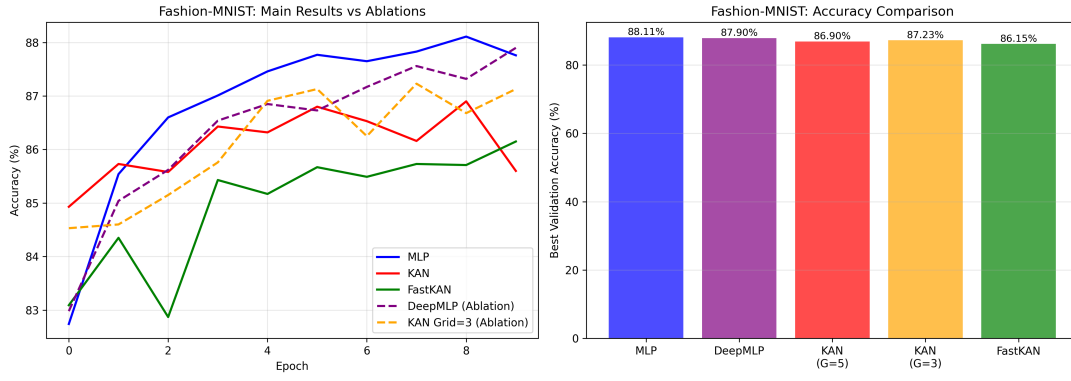 Fashion-MNIST: Main Results vs Ablations
Accuracy (%)
88
87
86
85
84
83
0
2
4
6
8
Epoch
MLP
KAN
FastKAN
DeepMLP (Ablation)
KAN Grid=3 (Ablation)
Fashion-MNIST: Accuracy Comparison
Best Validation Accuracy (%)
80
60
40
20
0
88.11%
87.90%
86.90%
87.23%
86.15%
MLP
DeepMLP
KAN
(G=5)
KAN
(G=3)
FastKAN